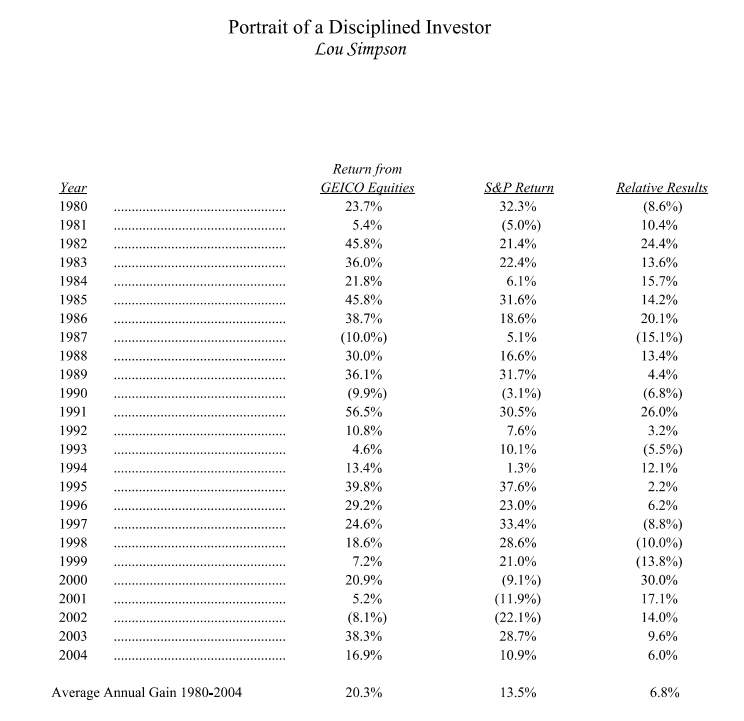 Portrait of a Disciplined Investor
Lou Simpson
Return from
Year GEICO Equities S&P Return Relative Results
1980 ................................................ 23.7% 32.3% (8.6%)
1981 ................................................ 5.4% (5.0%) 10.4%
1982 ................................................ 45.8% 21.4% 24.4%
1983 ................................................ 36.0% 22.4% 13.6%
1984 ................................................ 21.8% 6.1% 15.7%
1985 ................................................ 45.8% 31.6% 14.2%
1986 ................................................ 38.7% 18.6% 20.1%
1987 ................................................ (10.0%) 5.1% (15.1%)
1988 ................................................ 30.0% 16.6% 13.4%
1989 ................................................ 36.1% 31.7% 4.4%
1990 ................................................ (9.9%) (3.1%) (6.8%)
1991 ................................................ 56.5% 30.5% 26.0%
1992 ................................................ 10.8% 7.6% 3.2%
1993 ................................................ 4.6% 10.1% (5.5%)
1994 ................................................ 13.4% 1.3% 12.1%
1995 ................................................ 39.8% 37.6% 2.2%
1996 ................................................ 29.2% 23.0% 6.2%
1997 ................................................ 24.6% 33.4% (8.8%)
1998 ................................................ 18.6% 28.6% (10.0%)
1999 ................................................ 7.2% 21.0% (13.8%)
2000 ................................................ 20.9% (9.1%) 30.0%
2001 ................................................ 5.2% (11.9%) 17.1%
2002 ................................................ (8.1%) (22.1%) 14.0%
2003 ................................................ 38.3% 28.7% 9.6%
2004 ................................................ 16.9% 10.9% 6.0%
Average Annual Gain 1980-2004 20.3% 13.5% 6.8%